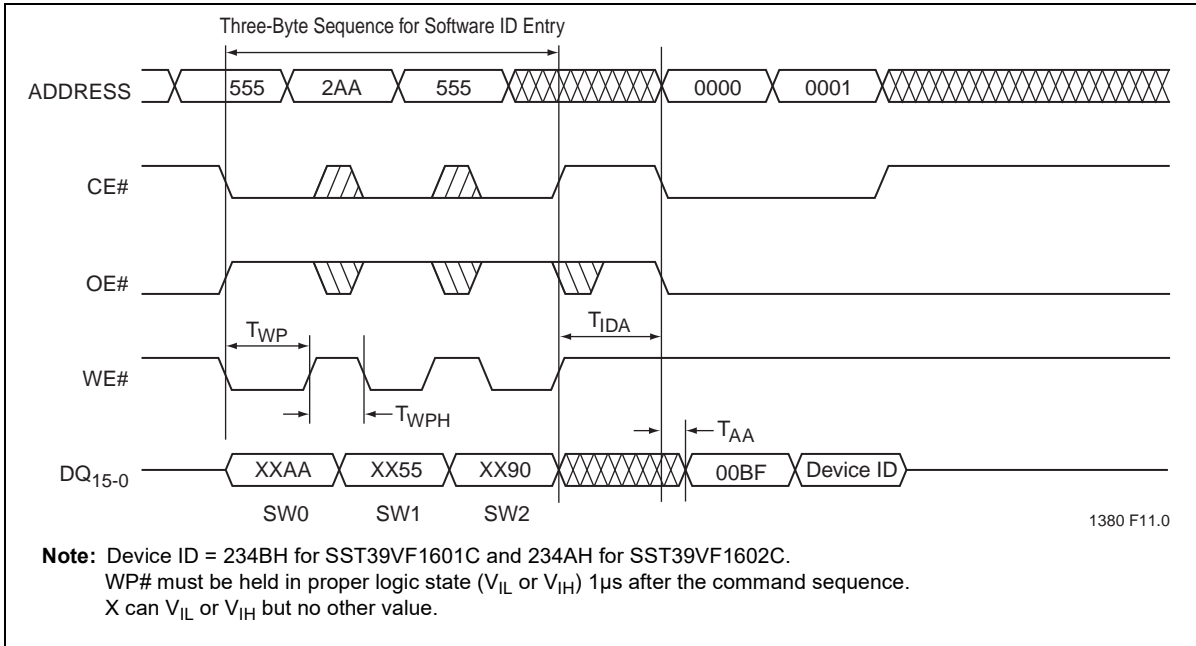 Three-Byte Sequence for Software ID Entry
ADDRESS 555 2AA 555 0000 0001
CE#
OE#
TWP TIDA
WE#
TWPH TAA
DQ15-0 XXAA XX55 XX90 00BF Device ID
SW0 SW1 SW2
1380 F11.0
Note: Device ID = 234BH for SST39VF1601C and 234AH for SST39VF1602C.
WP# must be held in proper logic state (VIL or VIH) 1µs after the command sequence.
X can VIL or VIH but no other value.